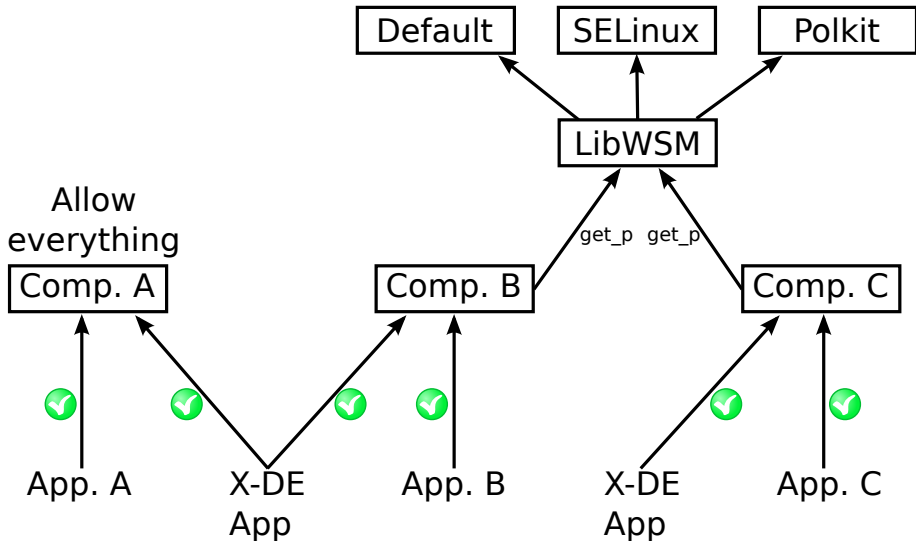 Default
SELinux
Polkit
LibWSM
Allow
everything
get_p
get_p
Comp. A
Comp. B
Comp. C
App. A
X-DE
App
App. B
X-DE
App
App. C